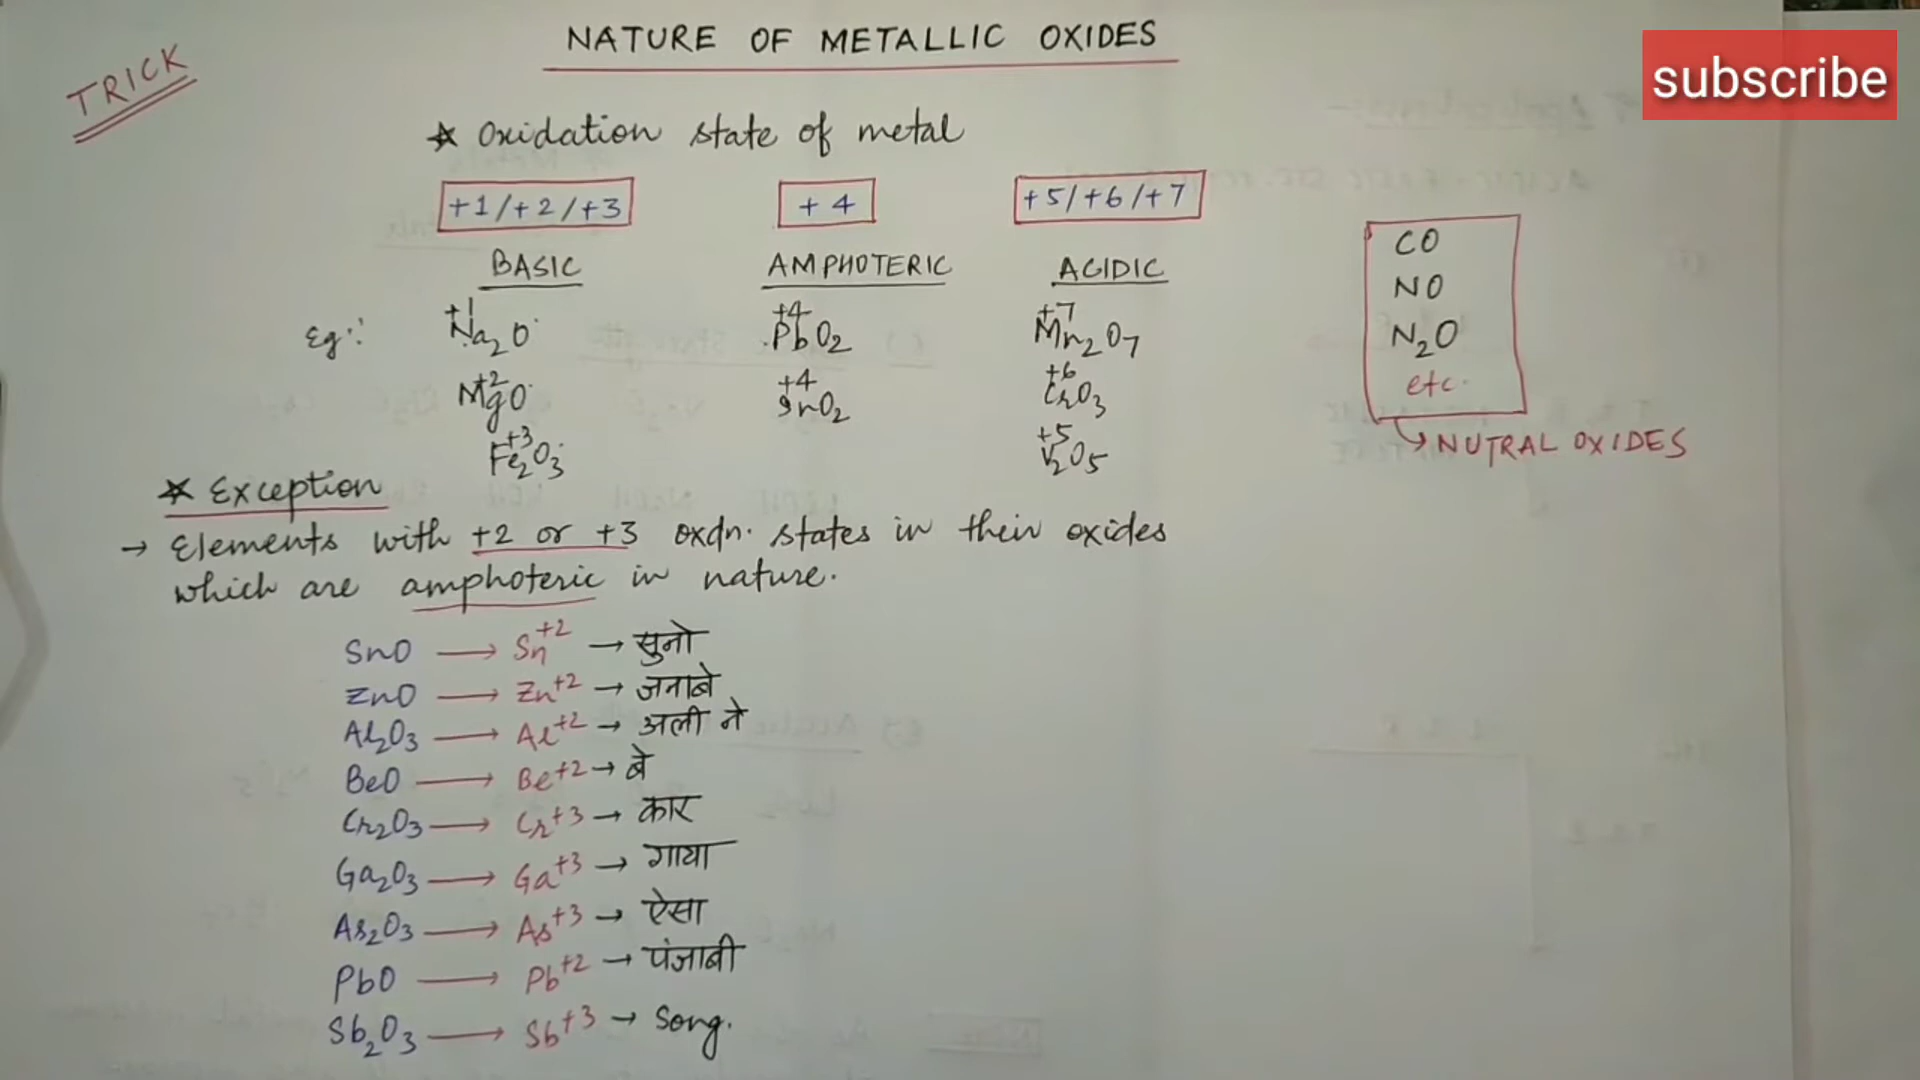 NATURE OF METALLIC OXIDES
subscribe
TRICK
★ Oxidation state of metal
+1/+2/+3 +4 +5/+6/+7
BASIC AMPHOTERIC ACIDIC
CO
NO
N₂O
etc.
→ NUTRAL OXIDES
+1 +4 +7
Eg:- Na₂O PbO₂ Mn₂O₇
+2 +4 +6
MgO SnO₂ CrO₃
+3 +5
Fe₂O₃ V₂O₅
★ Exception
→ Elements with +2 or +3 oxdn. states in their oxides
which are amphoteric in nature.
SnO → Sn⁺² → सुनो
ZnO → Zn⁺² → जनाबे
Al₂O₃ → Al⁺² → अली ने
BeO → Be⁺² → बे
Cr₂O₃ → Cr⁺³ → कार
Ga₂O₃ → Ga⁺³ → गाया
As₂O₃ → As⁺³ → ऐसा
PbO → Pb⁺² → पंजाबी
Sb₂O₃ → Sb⁺³ → Song.